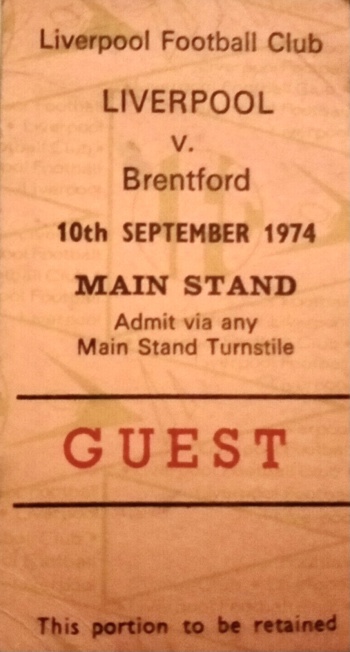 Liverpool Football Club
LIVERPOOL
v.
Brentford
10th SEPTEMBER 1974
MAIN STAND
Admit via any
Main Stand Turnstile
GUEST
This portion to be retained